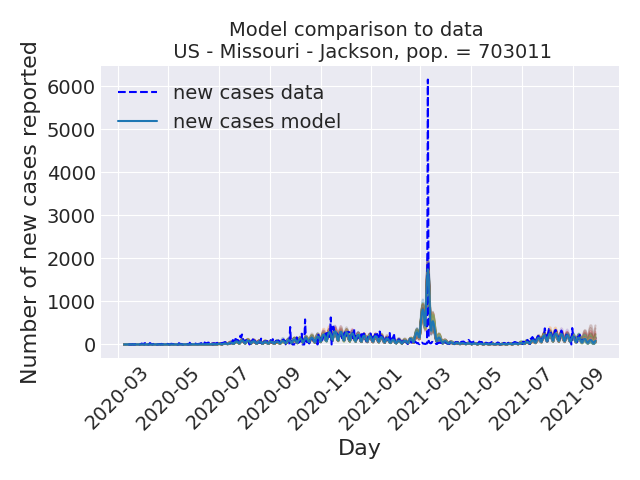 Model comparison to data
US - Missouri - Jackson, pop. = 703011
Number of new cases reported
6000
5000
4000
3000
2000
1000
0
new cases data
new cases model
2020-03
2020-05
2020-07
2020-09
2020-11
2021-01
2021-03
2021-05
2021-07
2021-09
Day